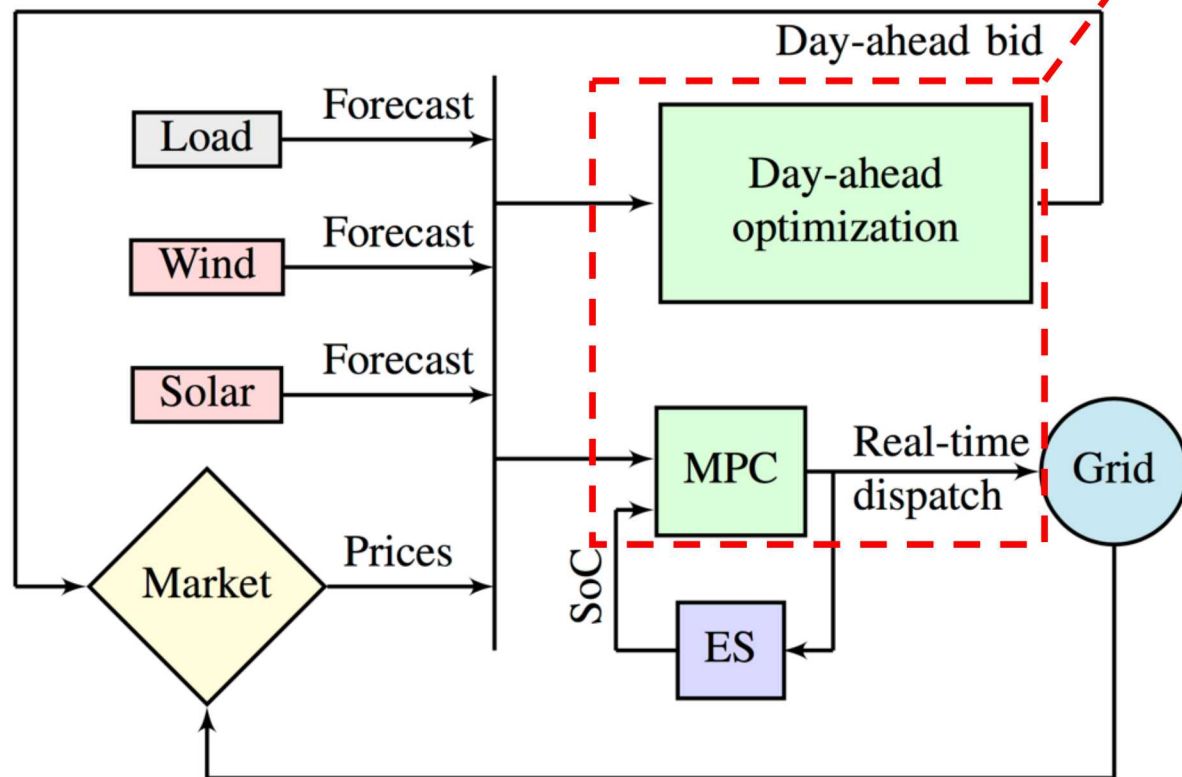 Day-ahead bid
Forecast
Load
Day-ahead
optimization
Forecast
Wind
Forecast
Solar
MPC
Real-time
dispatch
Grid
Prices
Market
SoC
ES